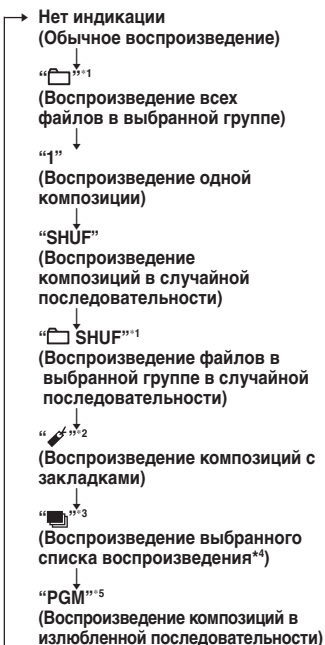 Нет индикации
(Обычное воспроизведение)
“”*1
(Воспроизведение всех
файлов в выбранной группе)
“1”
(Воспроизведение одной
композиции)
“SHUF”
(Воспроизведение
композиций в случайной
последовательности)
“ SHUF”*1
(Воспроизведение файлов в
выбранной группе в случайной
последовательности)
“”*2
(Воспроизведение композиций с
закладками)
“”*3
(Воспроизведение выбранного
списка воспроизведения*4)
“PGM”*5
(Воспроизведение композиций в
излюбленной последовательности)